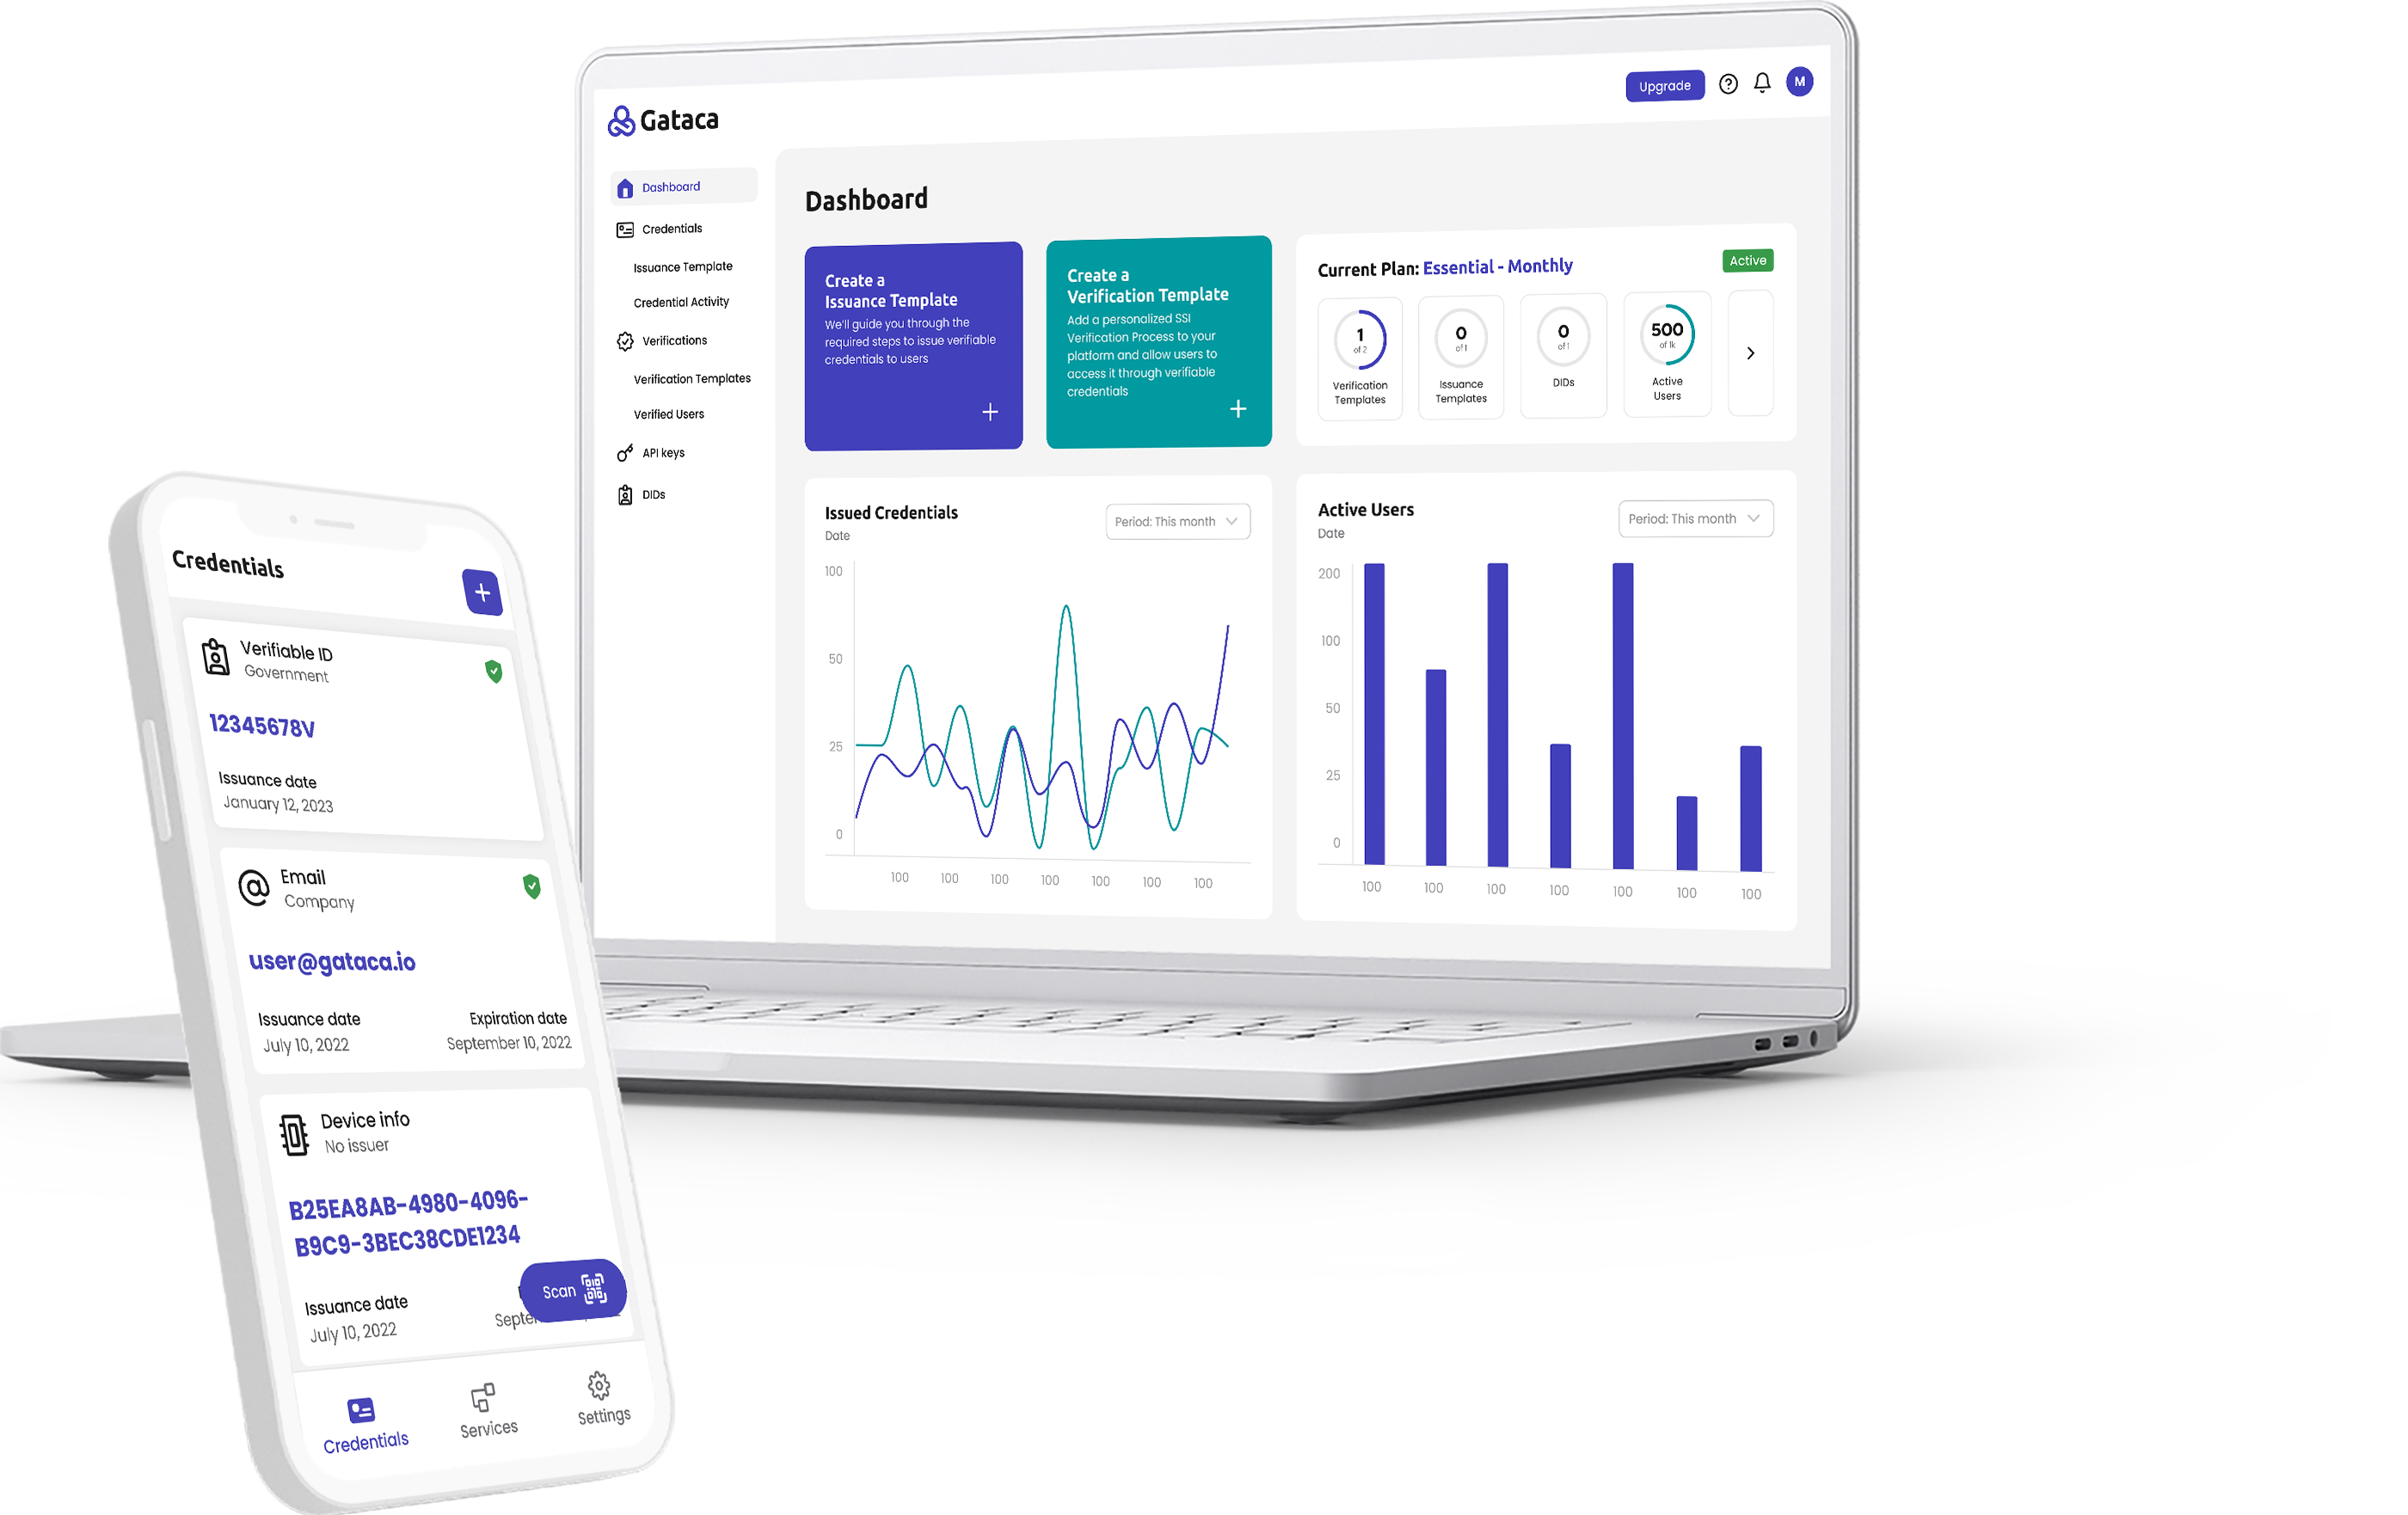 Gataca
Upgrade
M
Dashboard
Credentials
Issuance Template
Credential Activity
Verifications
Verification Templates
Verified Users
API keys
DIDs
Dashboard
Create a
Issuance Template
We'll guide you through the
required steps to issue verifiable
credentials to users
Create a
Verification Template
Add a personalized SSI
Verification Process to your
platform and allow users to
access it through verifiable
credentials
Current Plan: Essential - Monthly
Active
1
of 2
Verification
Templates
0
of 1
Issuance
Templates
0
of 1
DIDs
500
of 1k
Active
Users
Issued Credentials
Date
Period: This month
100
50
25
0
100 100 100 100 100 100 100
Active Users
Date
Period: This month
200
100
50
25
0
100 100 100 100 100 100 100
Credentials
Verifiable ID
Government
12345678V
Issuance date
January 12, 2023
Email
Company
user@gataca.io
Issuance date Expiration date
July 10, 2022 September 10, 2022
Device info
No issuer
B25EA8AB-4980-4096-
B9C9-3BEC38CDE1234
Scan
Issuance date
July 10, 2022
Credentials
Services
Settings